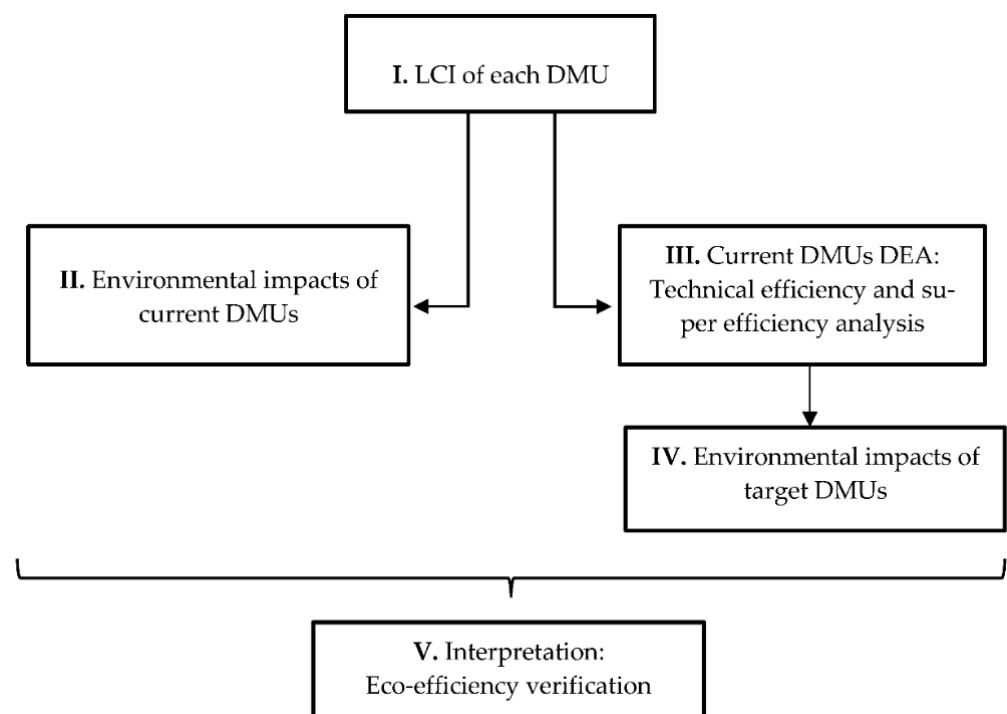 I. LCI of each DMU
II. Environmental impacts of
current DMUs
III. Current DMUs DEA:
Technical efficiency and su-
per efficiency analysis
IV. Environmental impacts of
target DMUs
V. Interpretation:
Eco-efficiency verification